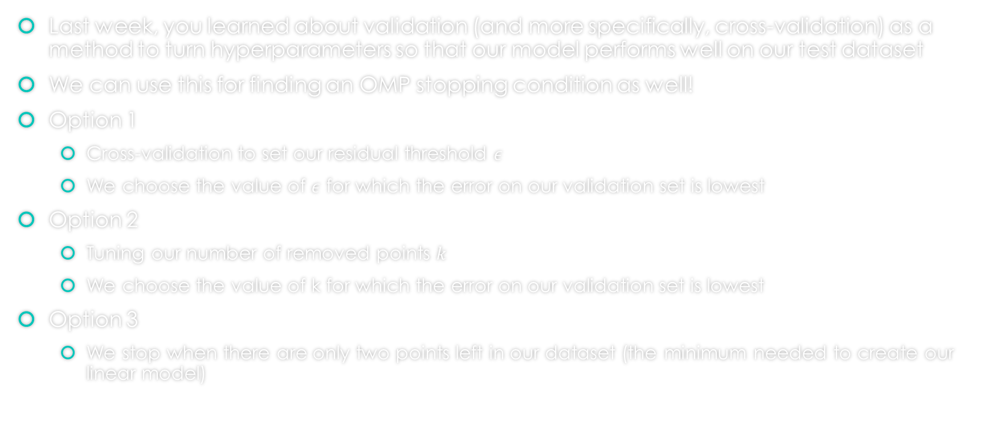 Last week, you learned about validation (and more specifically, cross-validation) as a
method to turn hyperparameters so that our model performs well on our test dataset
We can use this for finding an OMP stopping condition as well!
Option 1
Cross-validation to set our residual threshold ϵ
We choose the value of ϵ for which the error on our validation set is lowest
Option 2
Tuning our number of removed points k
We choose the value of k for which the error on our validation set is lowest
Option 3
We stop when there are only two points left in our dataset (the minimum needed to create our
linear model)